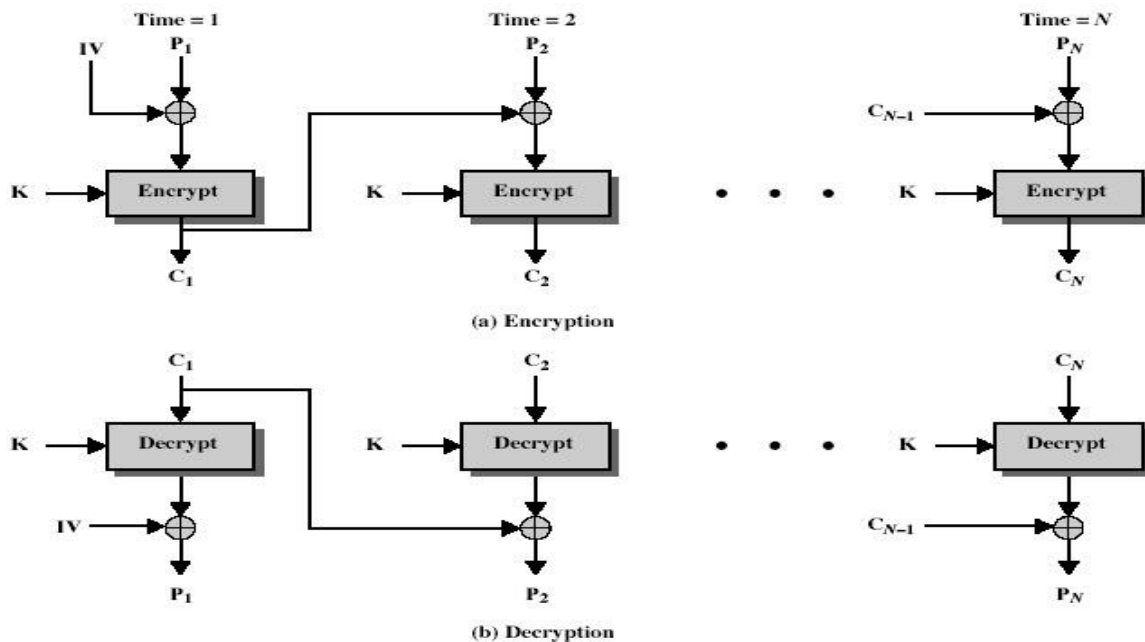 Time = 1 Time = 2 Time = N
IV P1 P2 PN
CN–1
K Encrypt K Encrypt K Encrypt
C1 C2 CN
(a) Encryption
C1 C2 CN
K Decrypt K Decrypt K Decrypt
IV CN–1
P1 P2 PN
(b) Decryption